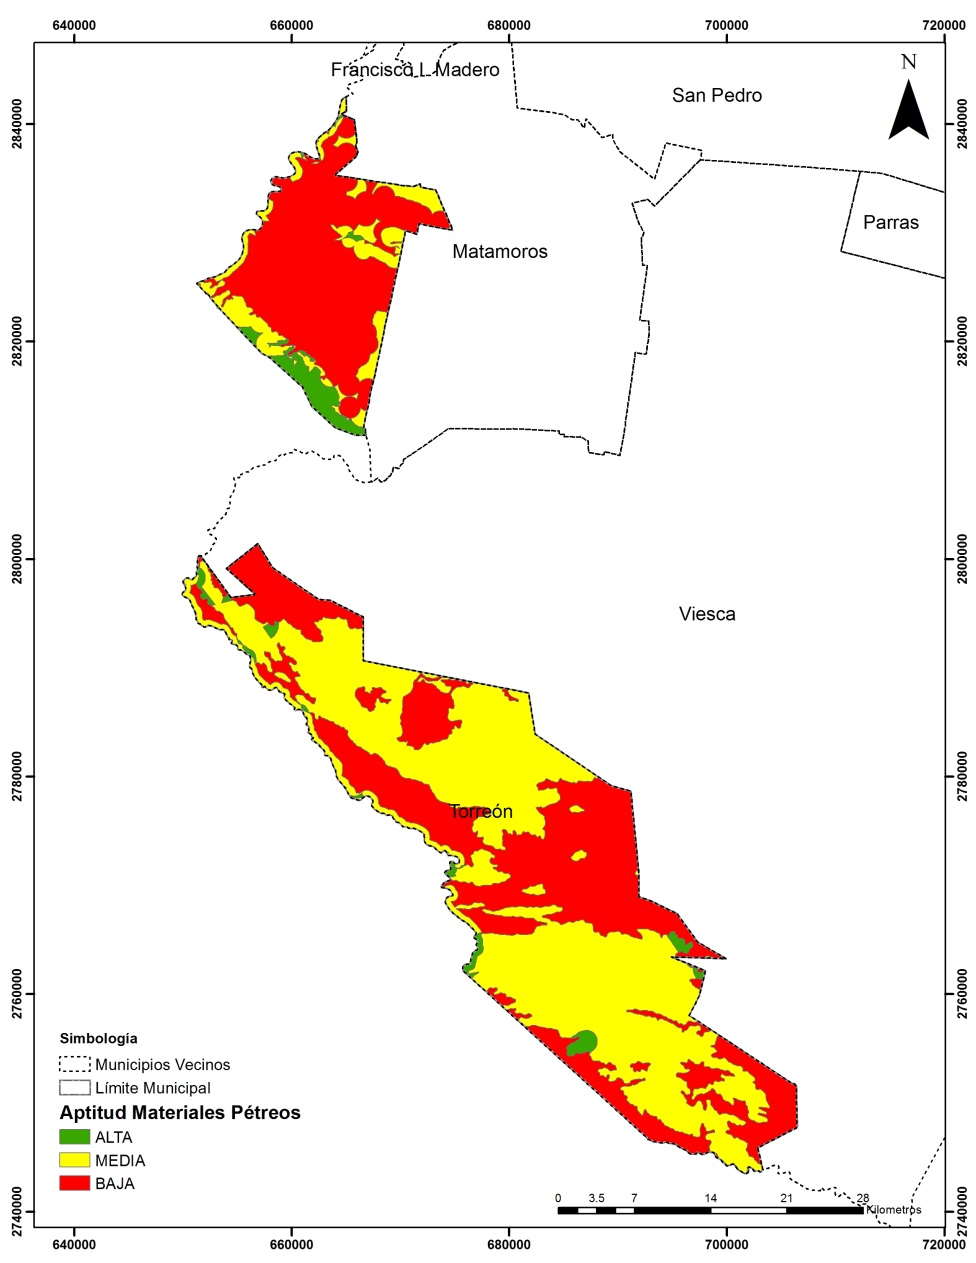 640000 660000 680000 700000 720000
N
Francisco I. Madero
San Pedro
2840000 2840000
Parras
Matamoros
2820000 2820000
2800000 2800000
Viesca
2780000 2780000
Torreón
2760000 2760000
Simbología
Municipios Vecinos
Límite Municipal
Aptitud Materiales Pétreos
ALTA
MEDIA
BAJA
0 3.5 7 14 21 28
Kilometros
2740000 2740000
640000 660000 680000 700000 720000